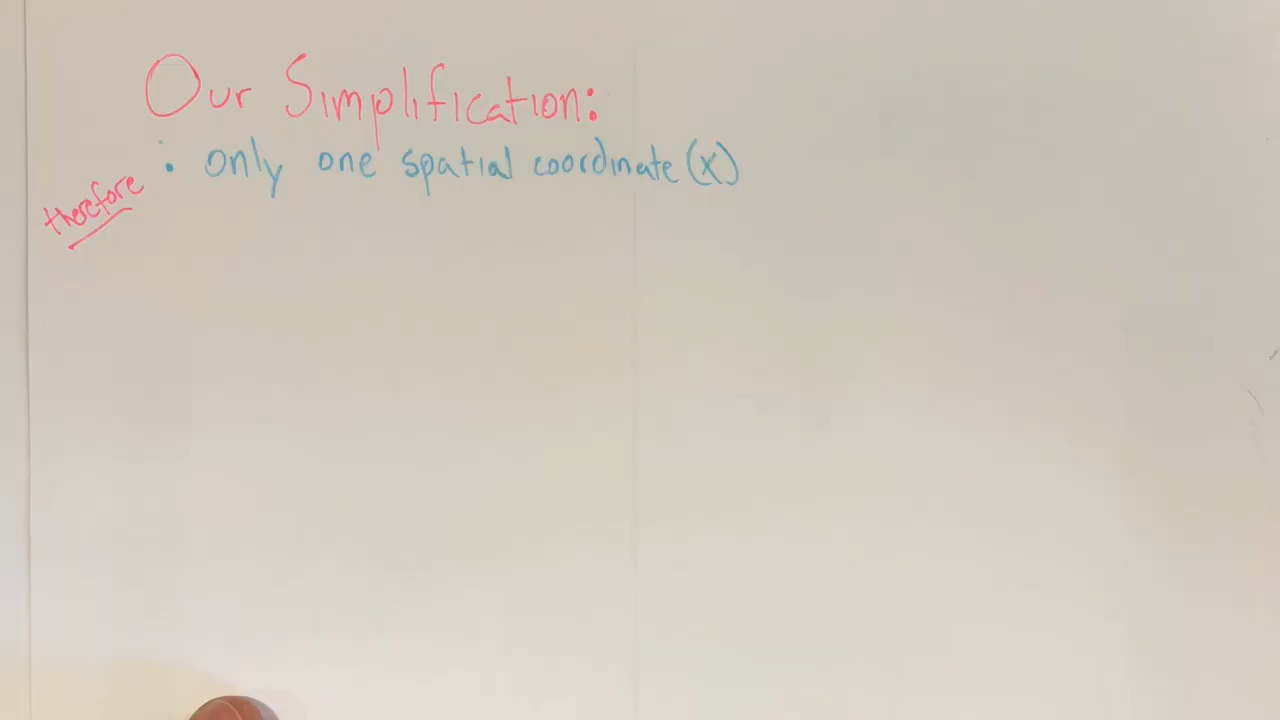 Our Simplification:
• only one spatial coordinate (x)
therefore